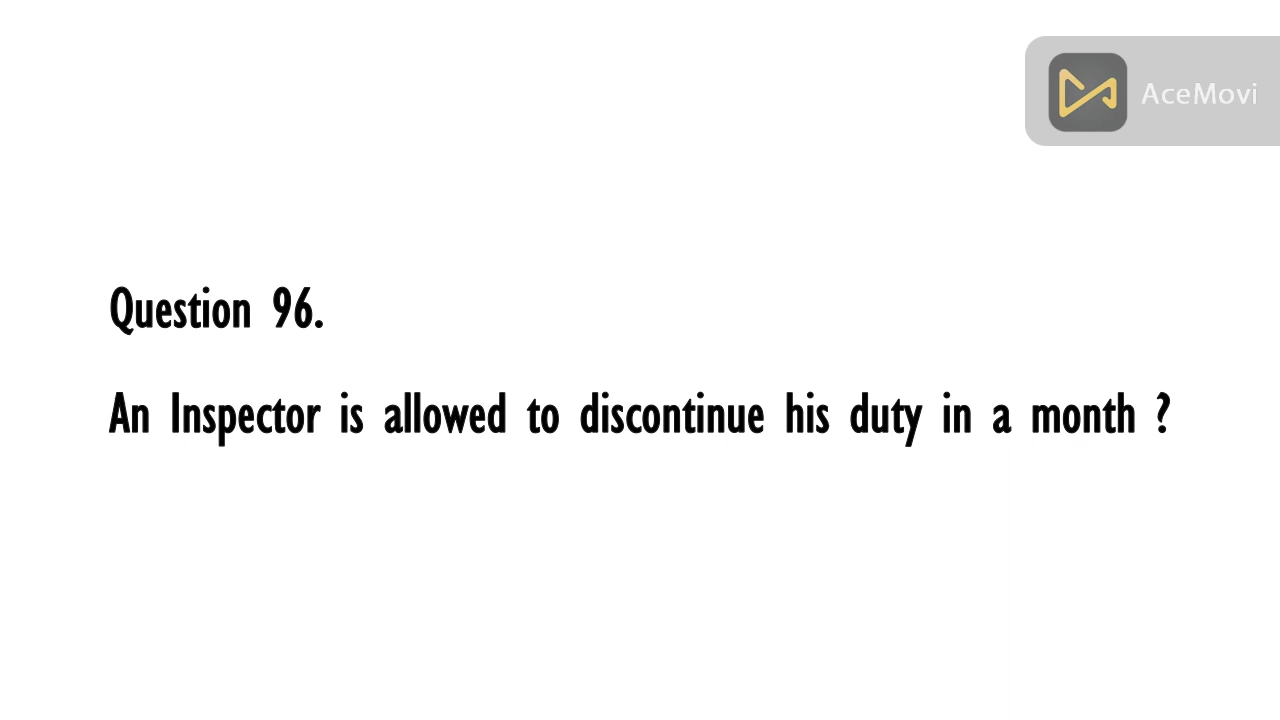 AceMovi
Question 96.
An Inspector is allowed to discontinue his duty in a month ?